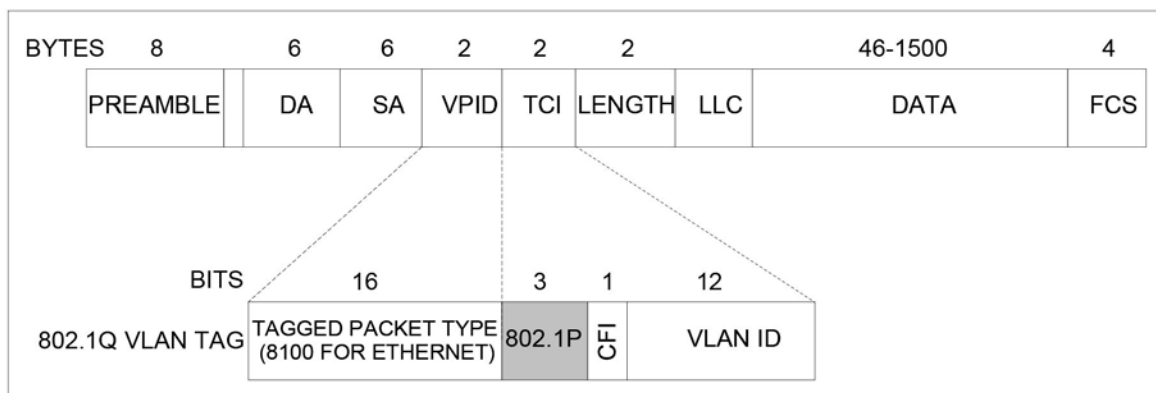 BYTES 8 6 6 2 2 2 46-1500 4
PREAMBLE DA SA VPID TCI LENGTH LLC DATA FCS
BITS 16 3 1 12
802.1Q VLAN TAG TAGGED PACKET TYPE
(8100 FOR ETHERNET) 802.1P CFI VLAN ID